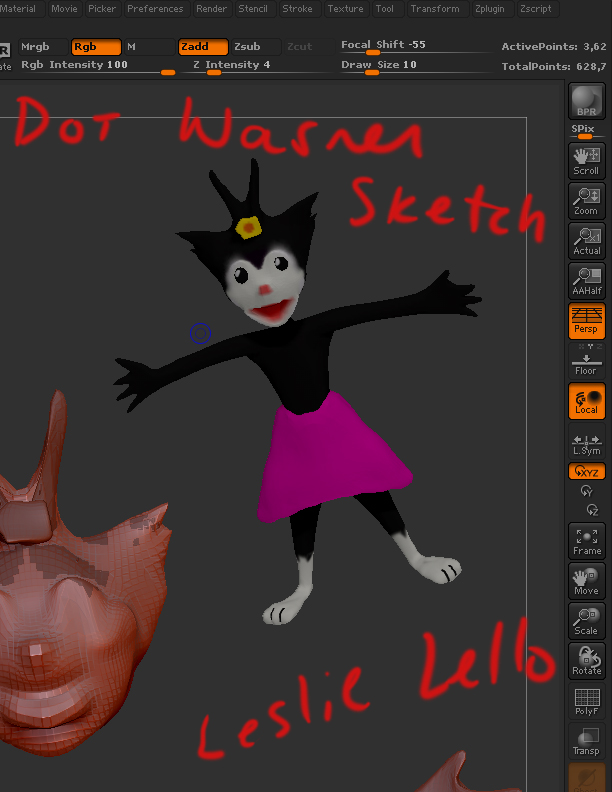 Material Movie Picker Preferences Render Stencil Stroke Texture Tool Transform Zplugin Zscript
Mrgb Rgb M Zadd Zsub Zcut Focal Shift -55 ActivePoints: 3,62
Rgb Intensity 100 Z Intensity 4 Draw Size 10 TotalPoints: 628,7
BPR
SPix
Scroll
Zoom
Actual
AAHalf
Persp
Floor
Local
L.Sym
XYZ
Y
Z
Frame
Move
Scale
Rotate
PolyF
Transp
Dot Warner
Sketch
Leslie Lello